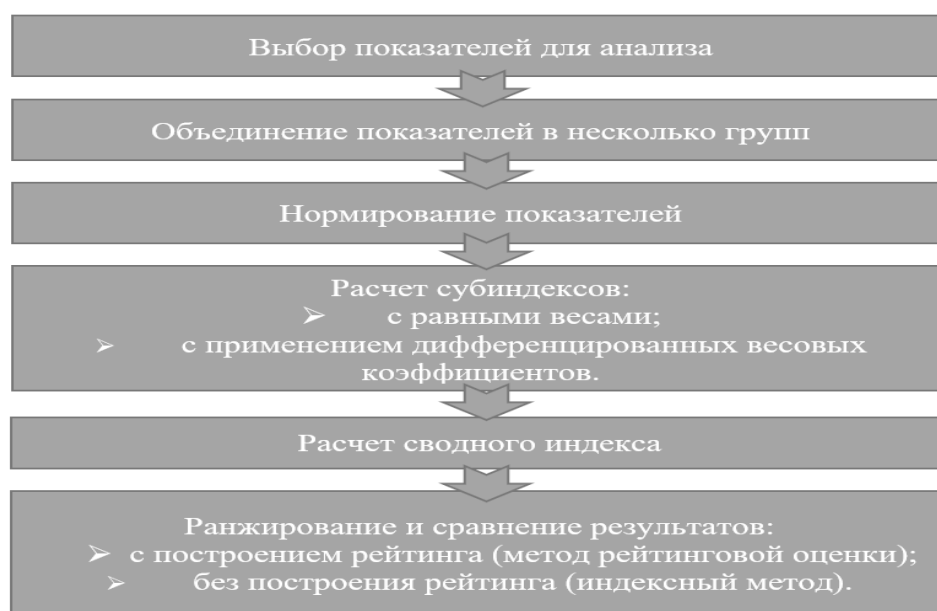 Выбор показателей для анализа
Объединение показателей в несколько групп
Нормирование показателей
Расчет субиндексов:
➢ с равными весами;
➢ с применением дифференцированных весовых
коэффициентов.
Расчет сводного индекса
Ранжирование и сравнение результатов:
➢ с построением рейтинга (метод рейтинговой оценки);
➢ без построения рейтинга (индексный метод).